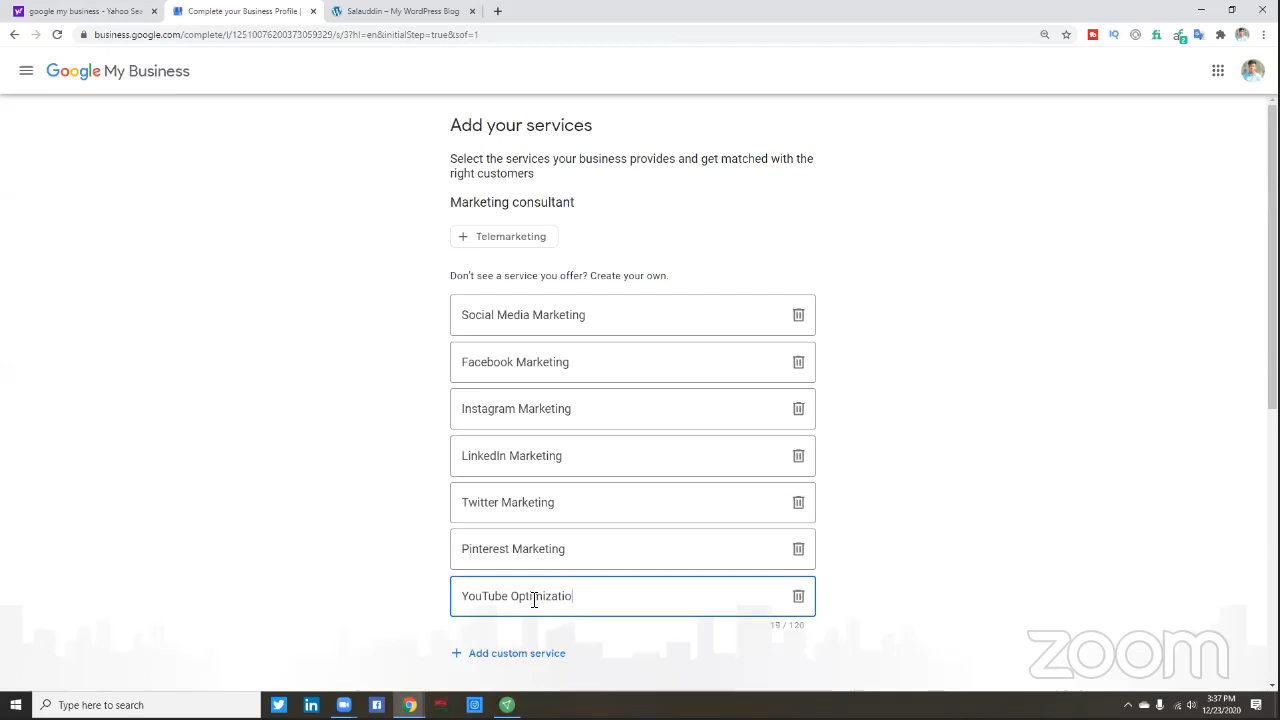 google my business - Yahoo Sea
Complete your Business Profile |
Salauddin – My WordPress Blog
business.google.com/complete/l/12510076200373059329/s/3?hl=en&initialStep=true&sof=1
Google My Business
Add your services
Select the services your business provides and get matched with the
right customers
Marketing consultant
+ Telemarketing
Don't see a service you offer? Create your own.
Social Media Marketing
Facebook Marketing
Instagram Marketing
LinkedIn Marketing
Twitter Marketing
Pinterest Marketing
YouTube Optimizatio
/ 120
+ Add custom service
zoom
Type here to search
3:37 PM
12/23/2020